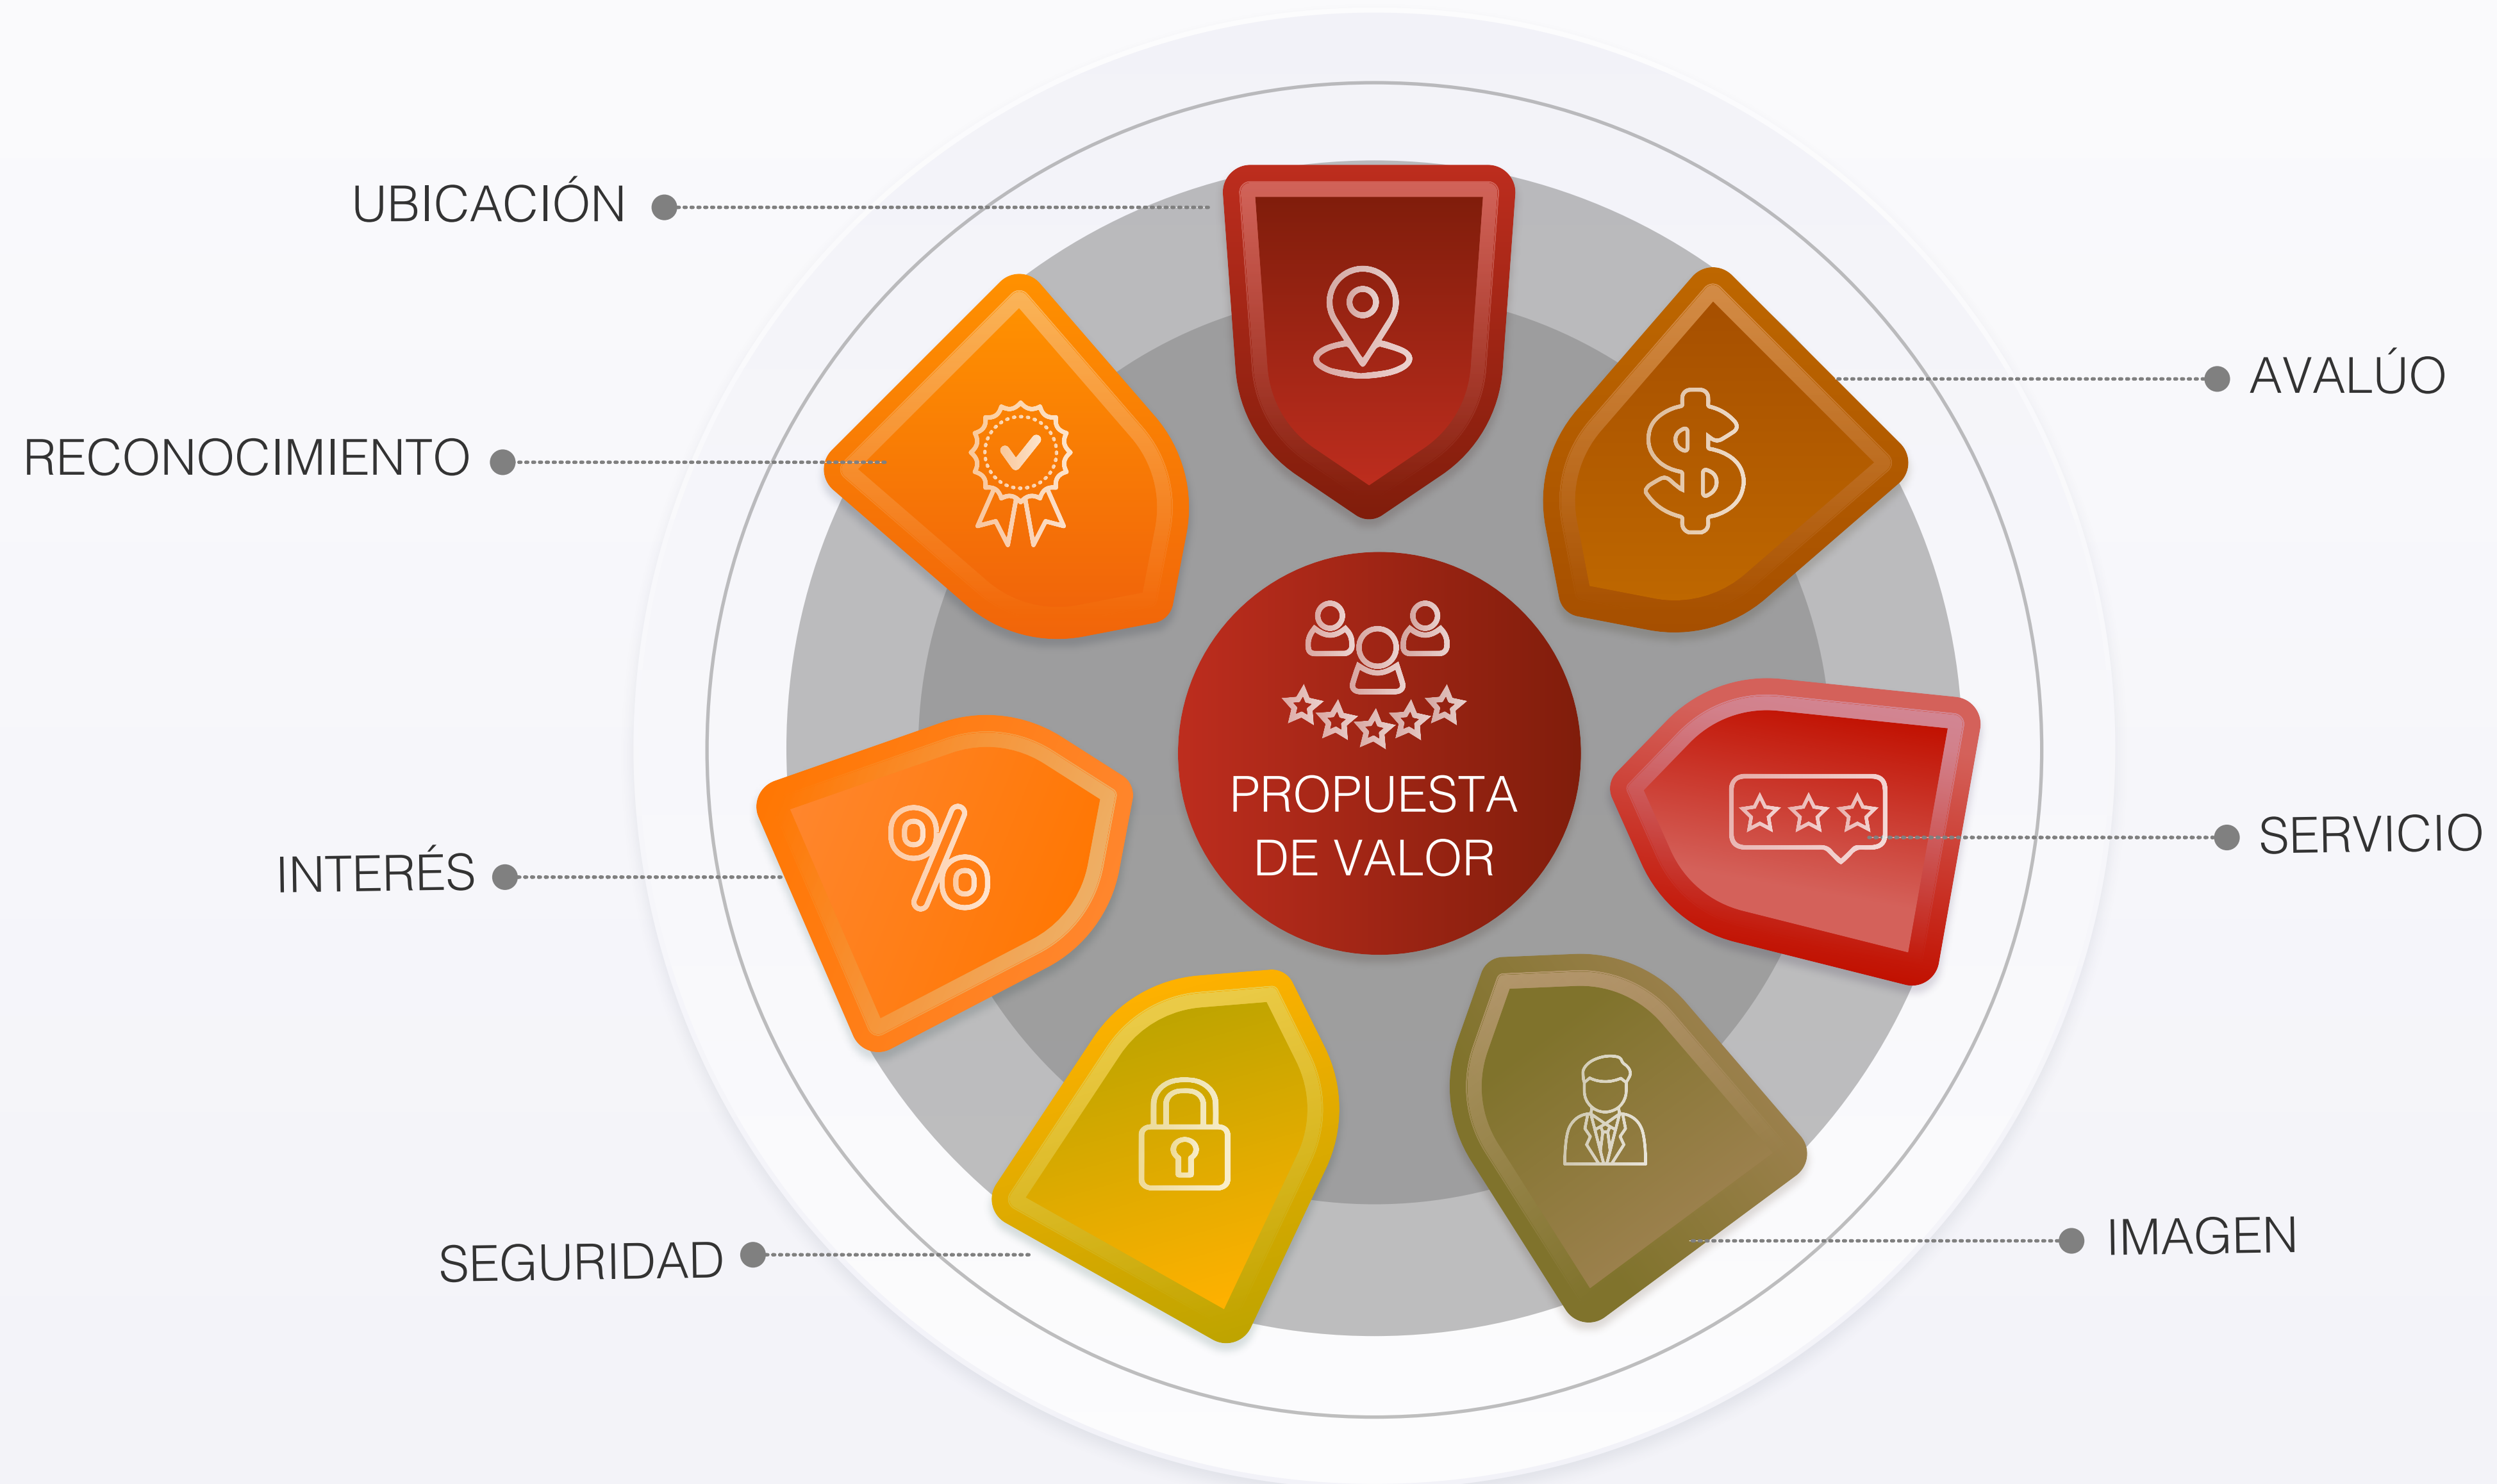 UBICACIÓN
AVALÚO
RECONOCIMIENTO
PROPUESTA
DE VALOR
SERVICIO
INTERÉS
IMAGEN
SEGURIDAD